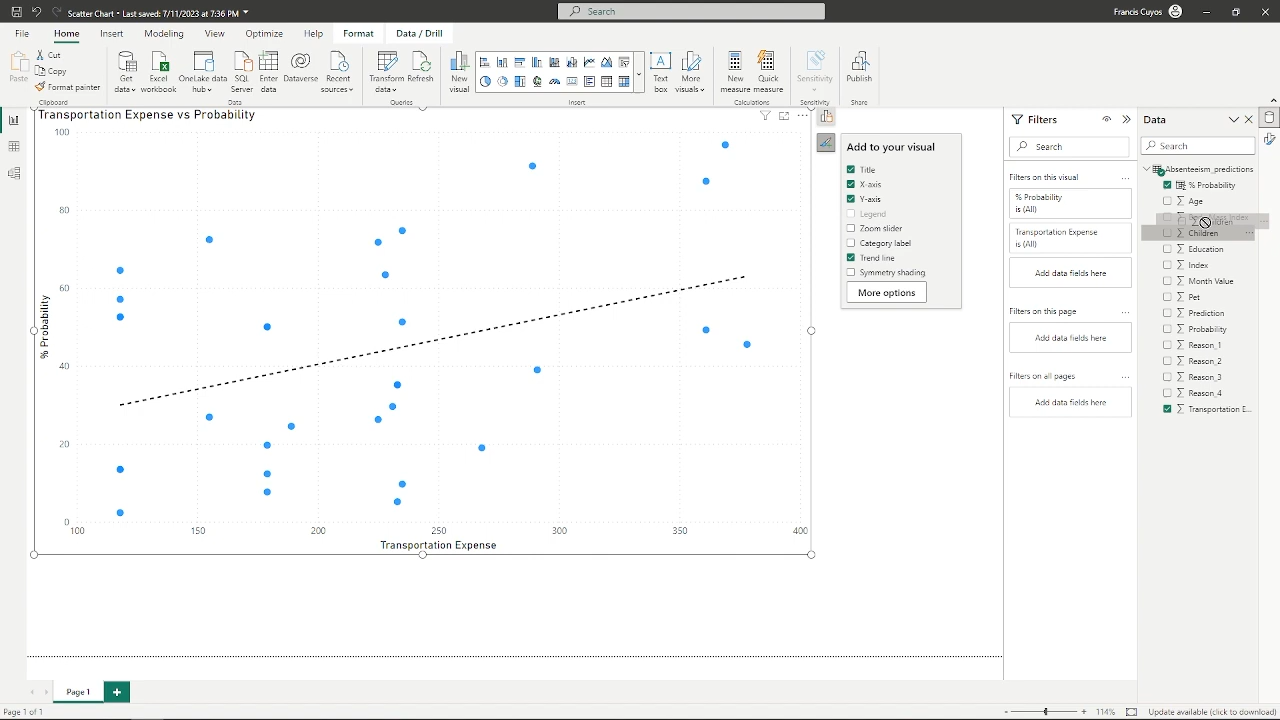 Scatter Chart • Last saved: 7/11/2023 at 7:36 PM
Search
Francis Cuyos
File
Home
Insert
Modeling
View
Optimize
Help
Format
Data / Drill
Paste
Cut
Copy
Format painter
Clipboard
Get data
Excel workbook
OneLake data hub
SQL Server
Enter data
Dataverse
Recent sources
Data
Transform data
Refresh
Queries
New visual
Text box
More visuals
Insert
New measure
Quick measure
Calculations
Sensitivity
Sensitivity
Publish
Share
Transportation Expense vs Probability
% Probability
100
80
60
40
20
0
100
150
200
250
300
350
400
Transportation Expense
Add to your visual
Title
X-axis
Y-axis
Legend
Zoom slider
Category label
Trend line
Symmetry shading
More options
Filters
Search
Filters on this visual
% Probability
is (All)
Transportation Expense
is (All)
Add data fields here
Filters on this page
Add data fields here
Filters on all pages
Add data fields here
Data
Search
Absenteeism_predictions
% Probability
Age
Children
Education
Index
Month Value
Pet
Prediction
Probability
Reason_1
Reason_2
Reason_3
Reason_4
Transportation E...
Page 1
Page 1 of 1
114%
Update available (click to download)